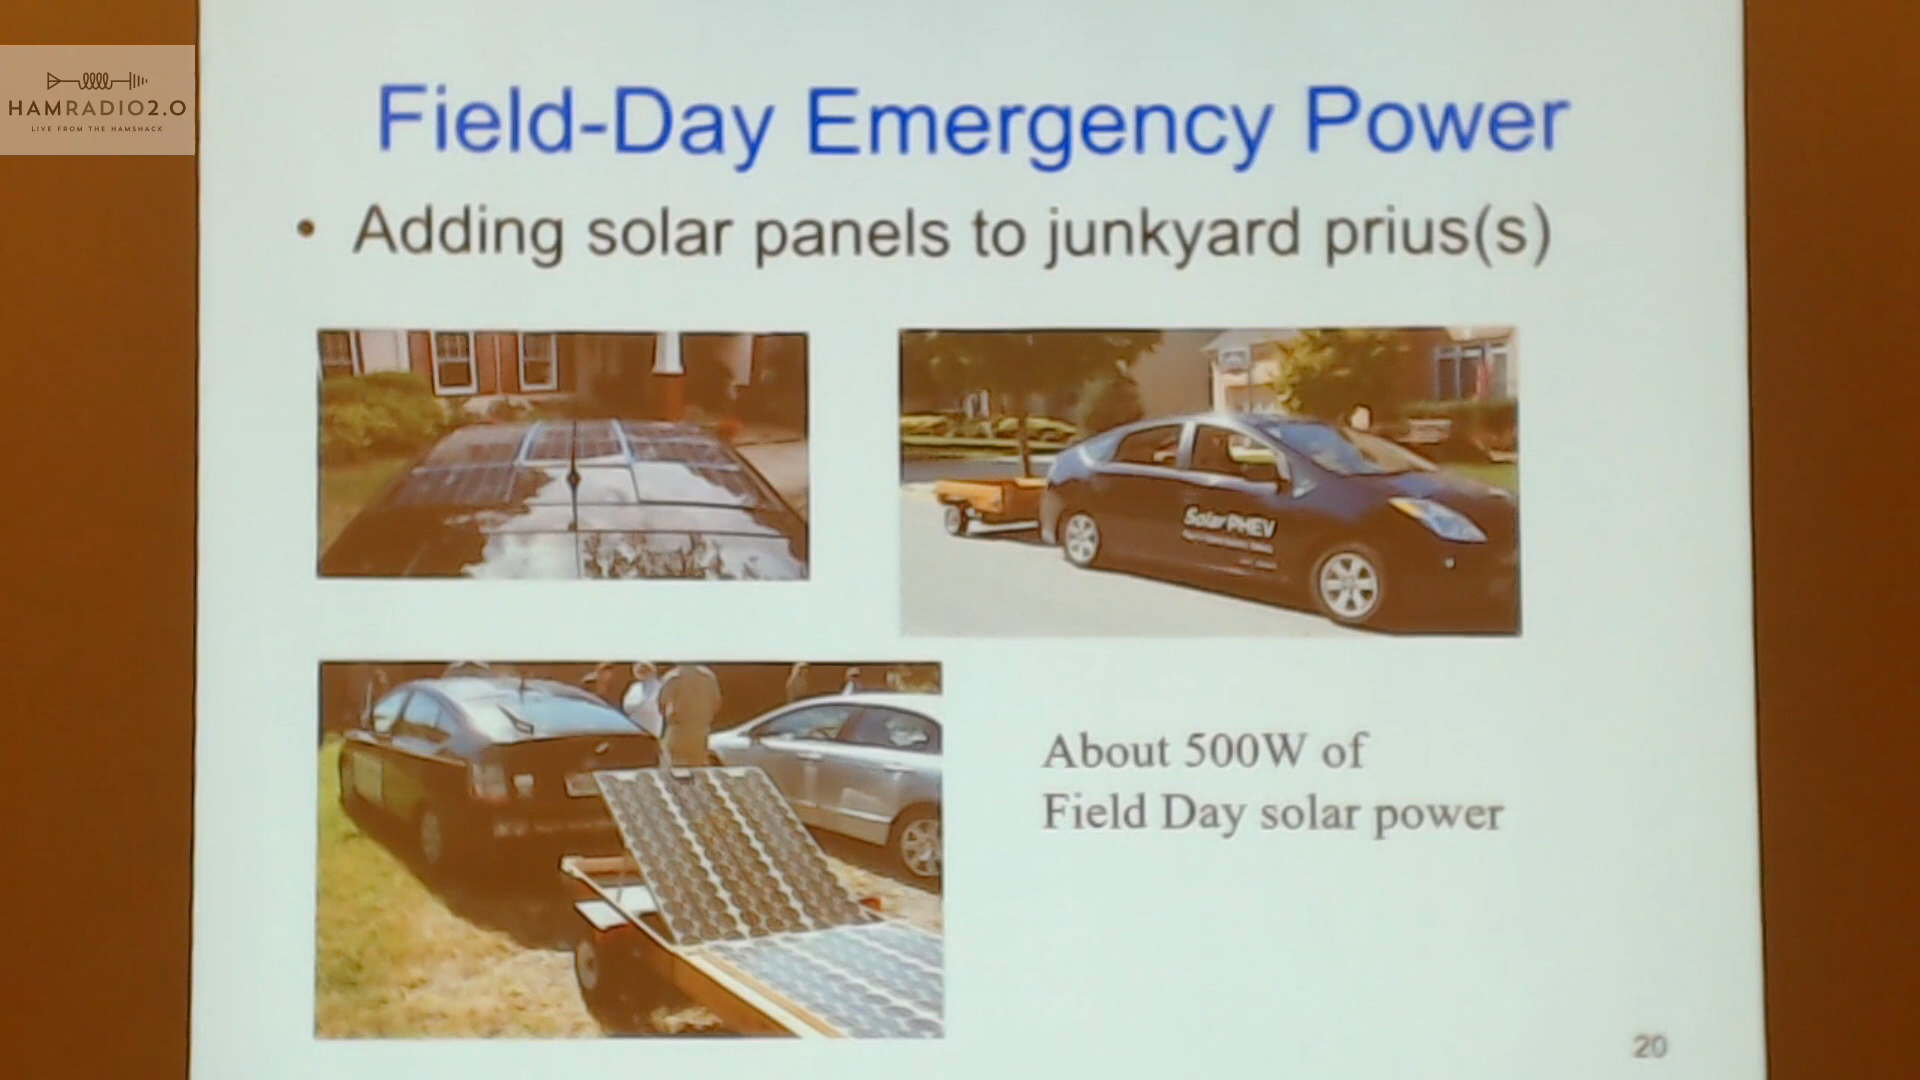 HAMRADIO2.0
LIVE FROM THE HAMSHACK
Field-Day Emergency Power
• Adding solar panels to junkyard prius(s)
Solar PHEV
About 500W of
Field Day solar power
20